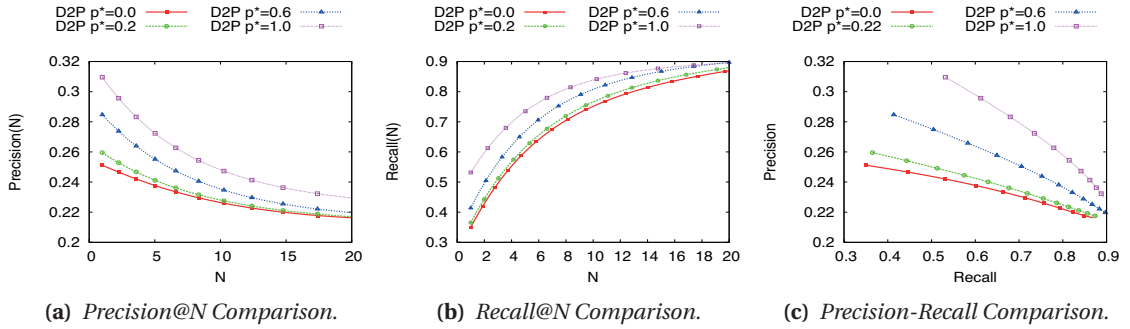 D2P p*=0.0
D2P p*=0.6
D2P p*=0.2
D2P p*=1.0
0.32
0.3
0.28
0.26
0.24
0.22
0.2
Precision(N)
0 5 10 15 20
N
(a) Precision@N Comparison.
D2P p*=0.0
D2P p*=0.6
D2P p*=0.2
D2P p*=1.0
0.9
0.8
0.7
0.6
0.5
0.4
0.3
Recall(N)
0 2 4 6 8 10 12 14 16 18 20
N
(b) Recall@N Comparison.
D2P p*=0.0
D2P p*=0.6
D2P p*=0.22
D2P p*=1.0
0.32
0.3
0.28
0.26
0.24
0.22
0.2
Precision
0.3 0.4 0.5 0.6 0.7 0.8 0.9
Recall
(c) Precision-Recall Comparison.